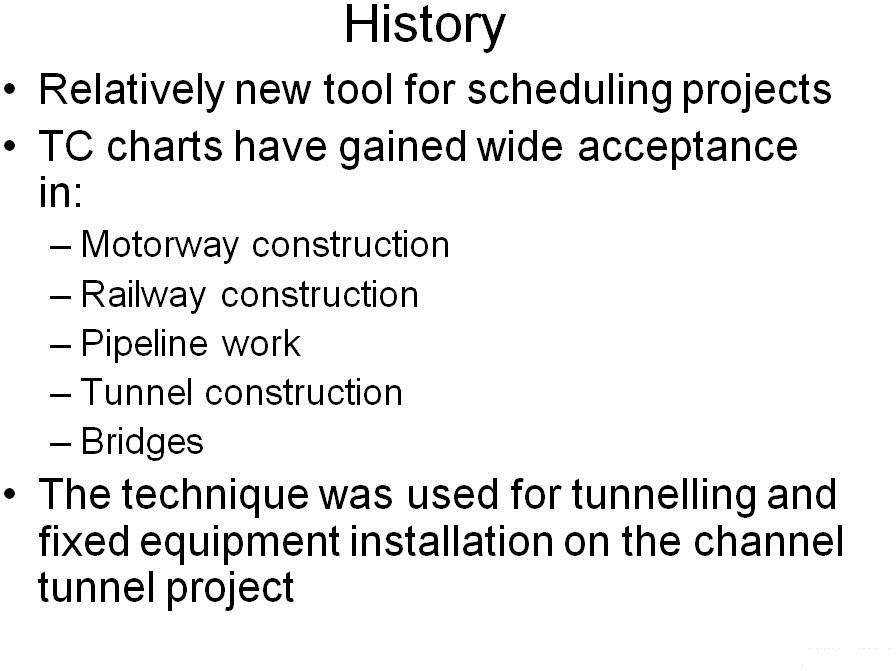 History
• Relatively new tool for scheduling projects
• TC charts have gained wide acceptance
in:
– Motorway construction
– Railway construction
– Pipeline work
– Tunnel construction
– Bridges
• The technique was used for tunnelling and
fixed equipment installation on the channel
tunnel project